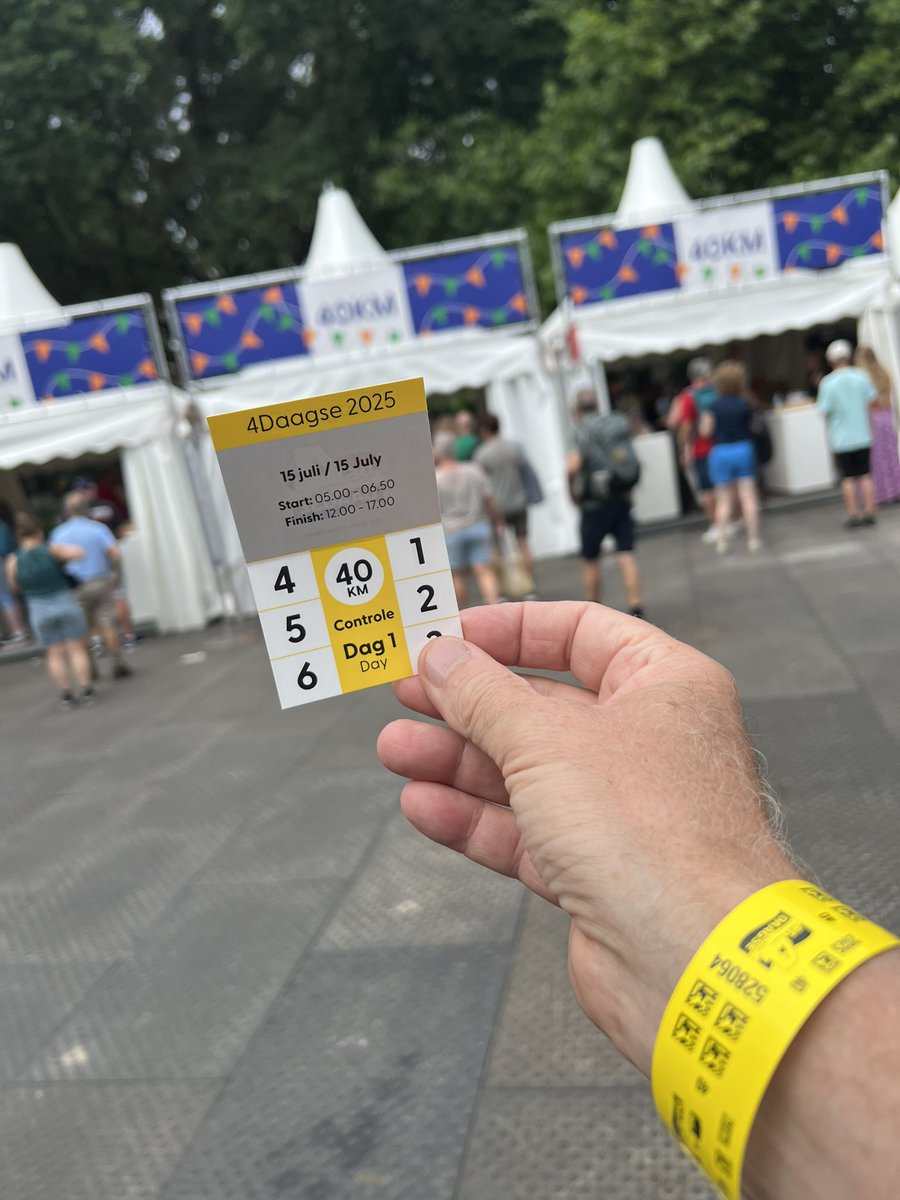 40KM
40KM
M
4Daagse 2025
15 juli / 15 July
Start: 05.00 - 06.50
Finish: 12.00 - 17.00
4
5
6
40
KM
Controle
Dag 1
Day
1
2
528064